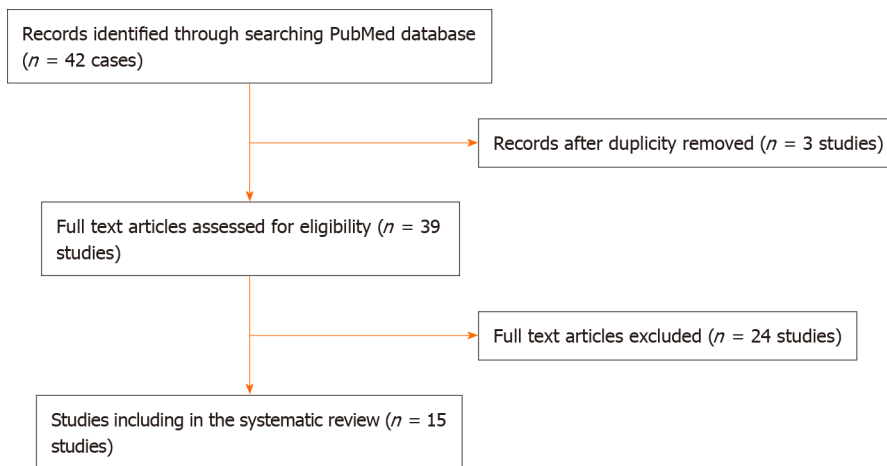 Records identified through searching PubMed database
(n = 42 cases)
Records after duplicity removed (n = 3 studies)
Full text articles assessed for eligibility (n = 39
studies)
Full text articles excluded (n = 24 studies)
Studies including in the systematic review (n = 15
studies)